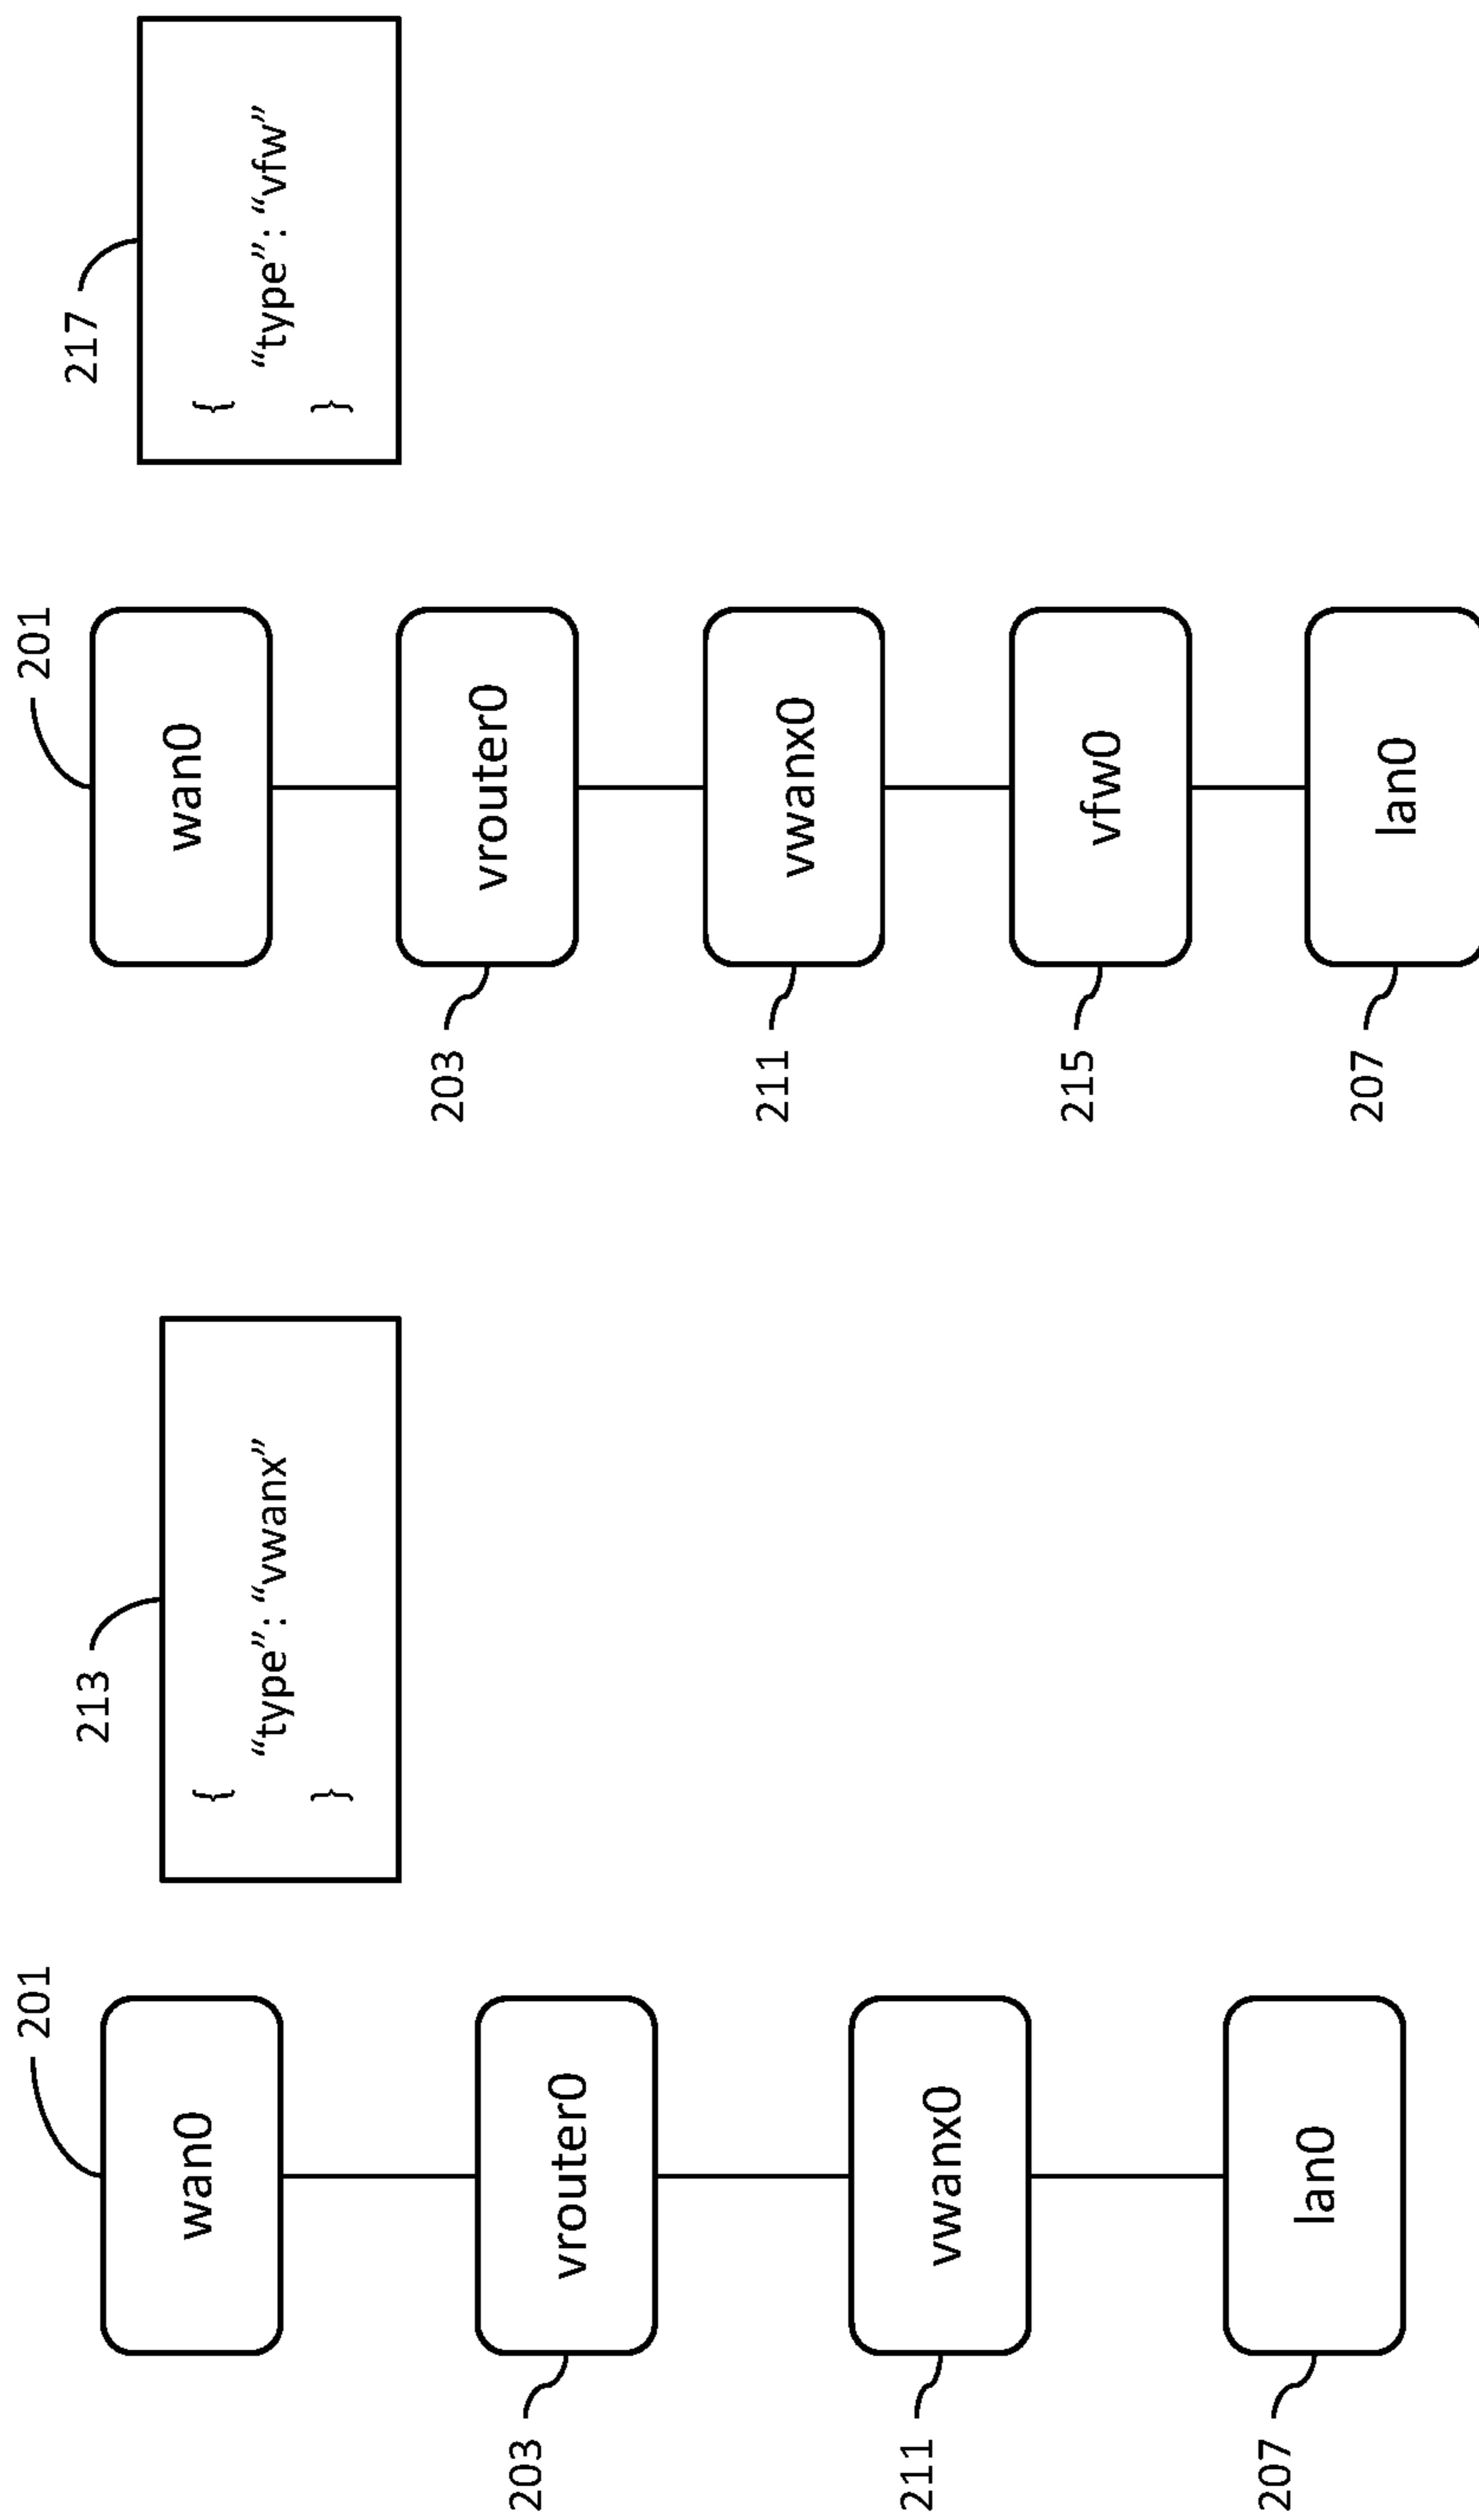 201
wan0
203
vrouter0
211
vwanx0
207
lan0
213
{
“type”: “vwanx”
}
201
wan0
203
vrouter0
211
vwanx0
215
vfw0
207
lan0
217
{
“type”: “vfw”
}